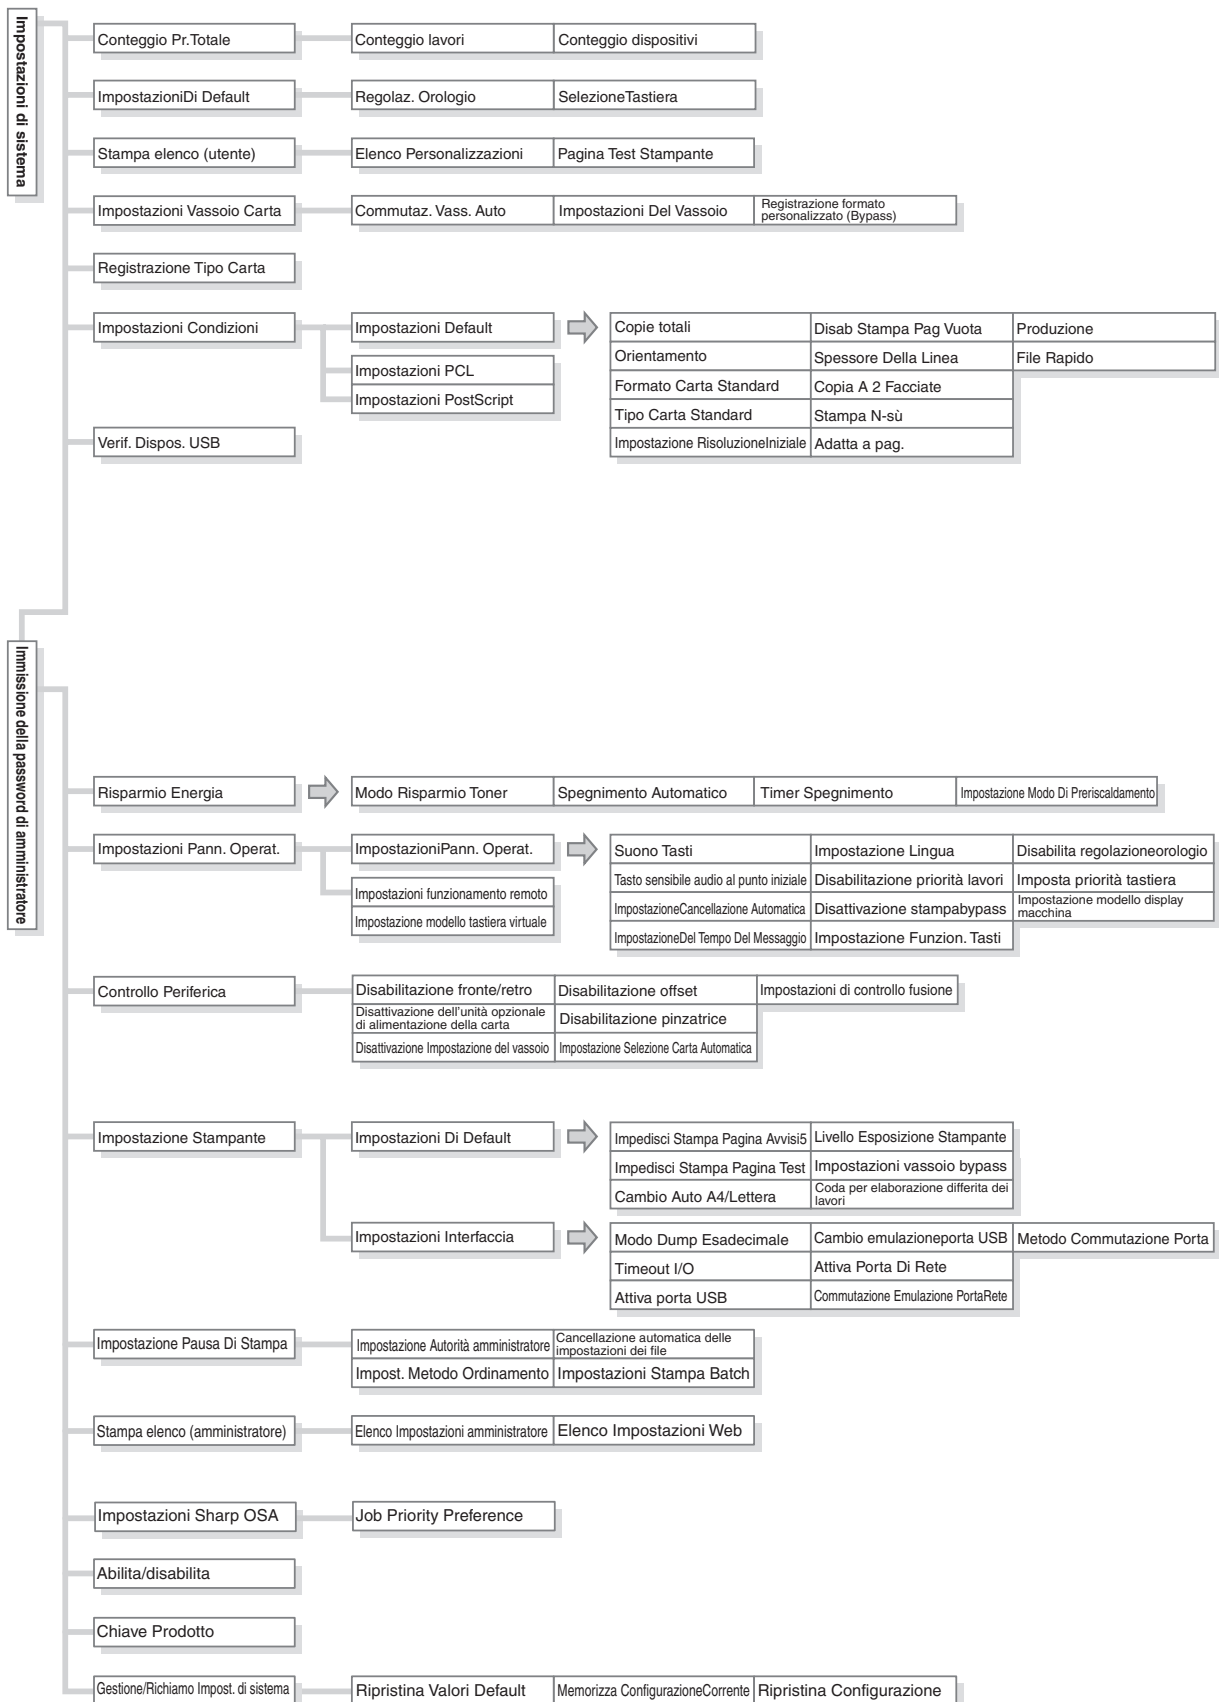 Impostazioni di sistema
Conteggio Pr.Totale
Conteggio lavori
Conteggio dispositivi
ImpostazioniDi Default
Regolaz. Orologio
SelezioneTastiera
Stampa elenco (utente)
Elenco Personalizzazioni
Pagina Test Stampante
Impostazioni Vassoio Carta
Commutaz. Vass. Auto
Impostazioni Del Vassoio
Registrazione formato
personalizzato (Bypass)
Registrazione Tipo Carta
Impostazioni Condizioni
Impostazioni Default
Copie totali
Disab Stampa Pag Vuota
Produzione
Orientamento
Spessore Della Linea
File Rapido
Impostazioni PCL
Formato Carta Standard
Copia A 2 Facciate
Impostazioni PostScript
Tipo Carta Standard
Stampa N-sù
Verif. Dispos. USB
Impostazione RisoluzioneIniziale
Adatta a pag.
Immissione della password di amministratore
Risparmio Energia
Modo Risparmio Toner
Spegnimento Automatico
Timer Spegnimento
Impostazione Modo Di Preriscaldamento
Impostazioni Pann. Operat.
ImpostazioniPann. Operat.
Suono Tasti
Impostazione Lingua
Disabilita regolazioneorologio
Impostazioni funzionamento remoto
Tasto sensibile audio al punto iniziale
Disabilitazione priorità lavori
Imposta priorità tastiera
Impostazione modello tastiera virtuale
ImpostazioneCancellazione Automatica
Disattivazione stampabypass
Impostazione modello display
macchina
ImpostazioneDel Tempo Del Messaggio
Impostazione Funzion. Tasti
Controllo Periferica
Disabilitazione fronte/retro
Disabilitazione offset
Impostazioni di controllo fusione
Disattivazione dell'unità opzionale
di alimentazione della carta
Disabilitazione pinzatrice
Disattivazione Impostazione del vassoio
Impostazione Selezione Carta Automatica
Impostazione Stampante
Impostazioni Di Default
Impedisci Stampa Pagina Avvisi5
Livello Esposizione Stampante
Impedisci Stampa Pagina Test
Impostazioni vassoio bypass
Cambio Auto A4/Lettera
Coda per elaborazione differita dei
lavori
Impostazioni Interfaccia
Modo Dump Esadecimale
Cambio emulazioneporta USB
Metodo Commutazione Porta
Timeout I/O
Attiva Porta Di Rete
Attiva porta USB
Commutazione Emulazione PortaRete
Impostazione Pausa Di Stampa
Impostazione Autorità amministratore
Cancellazione automatica delle
impostazioni dei file
Impost. Metodo Ordinamento
Impostazioni Stampa Batch
Stampa elenco (amministratore)
Elenco Impostazioni amministratore
Elenco Impostazioni Web
Impostazioni Sharp OSA
Job Priority Preference
Abilita/disabilita
Chiave Prodotto
Gestione/Richiamo Impost. di sistema
Ripristina Valori Default
Memorizza ConfigurazioneCorrente
Ripristina Configurazione